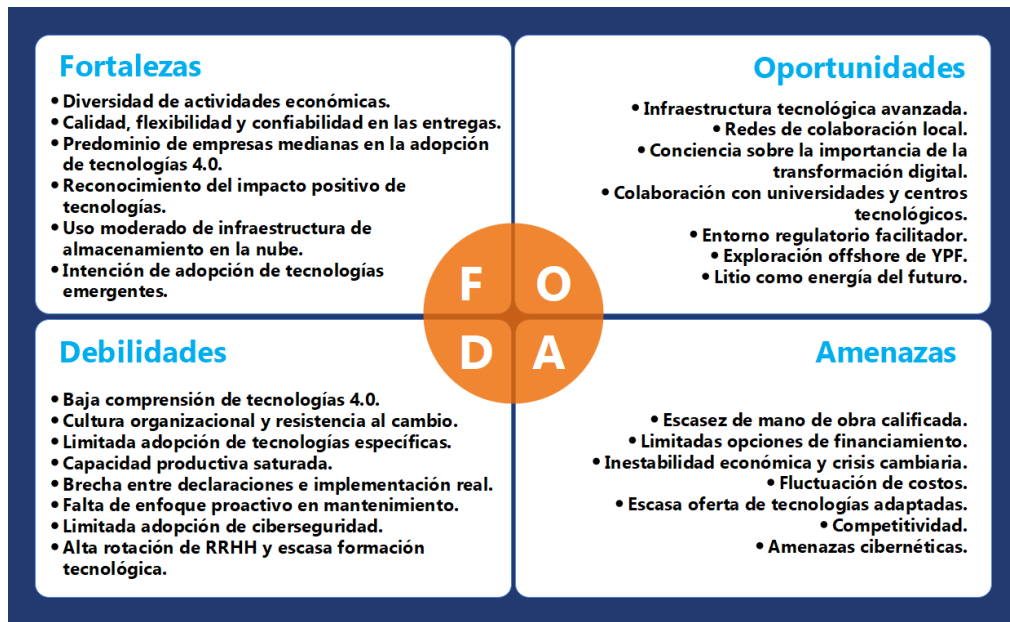 Fortalezas
• Diversidad de actividades económicas.
• Calidad, flexibilidad y confiabilidad en las entregas.
• Predominio de empresas medianas en la adopción
de tecnologías 4.0.
• Reconocimiento del impacto positivo de
tecnologías.
• Uso moderado de infraestructura de
almacenamiento en la nube.
• Intención de adopción de tecnologías
emergentes.
Oportunidades
• Infraestructura tecnológica avanzada.
• Redes de colaboración local.
• Conciencia sobre la importancia de la
transformación digital.
• Colaboración con universidades y centros
tecnológicos.
• Entorno regulatorio facilitador.
• Exploración offshore de YPF.
• Litio como energía del futuro.
F O
D A
Debilidades
• Baja comprensión de tecnologías 4.0.
• Cultura organizacional y resistencia al cambio.
• Limitada adopción de tecnologías específicas.
• Capacidad productiva saturada.
• Brecha entre declaraciones e implementación real.
• Falta de enfoque proactivo en mantenimiento.
• Limitada adopción de ciberseguridad.
• Alta rotación de RRHH y escasa formación
tecnológica.
Amenazas
• Escasez de mano de obra calificada.
• Limitadas opciones de financiamiento.
• Inestabilidad económica y crisis cambiaria.
• Fluctuación de costos.
• Escasa oferta de tecnologías adaptadas.
• Competitividad.
• Amenazas cibernéticas.